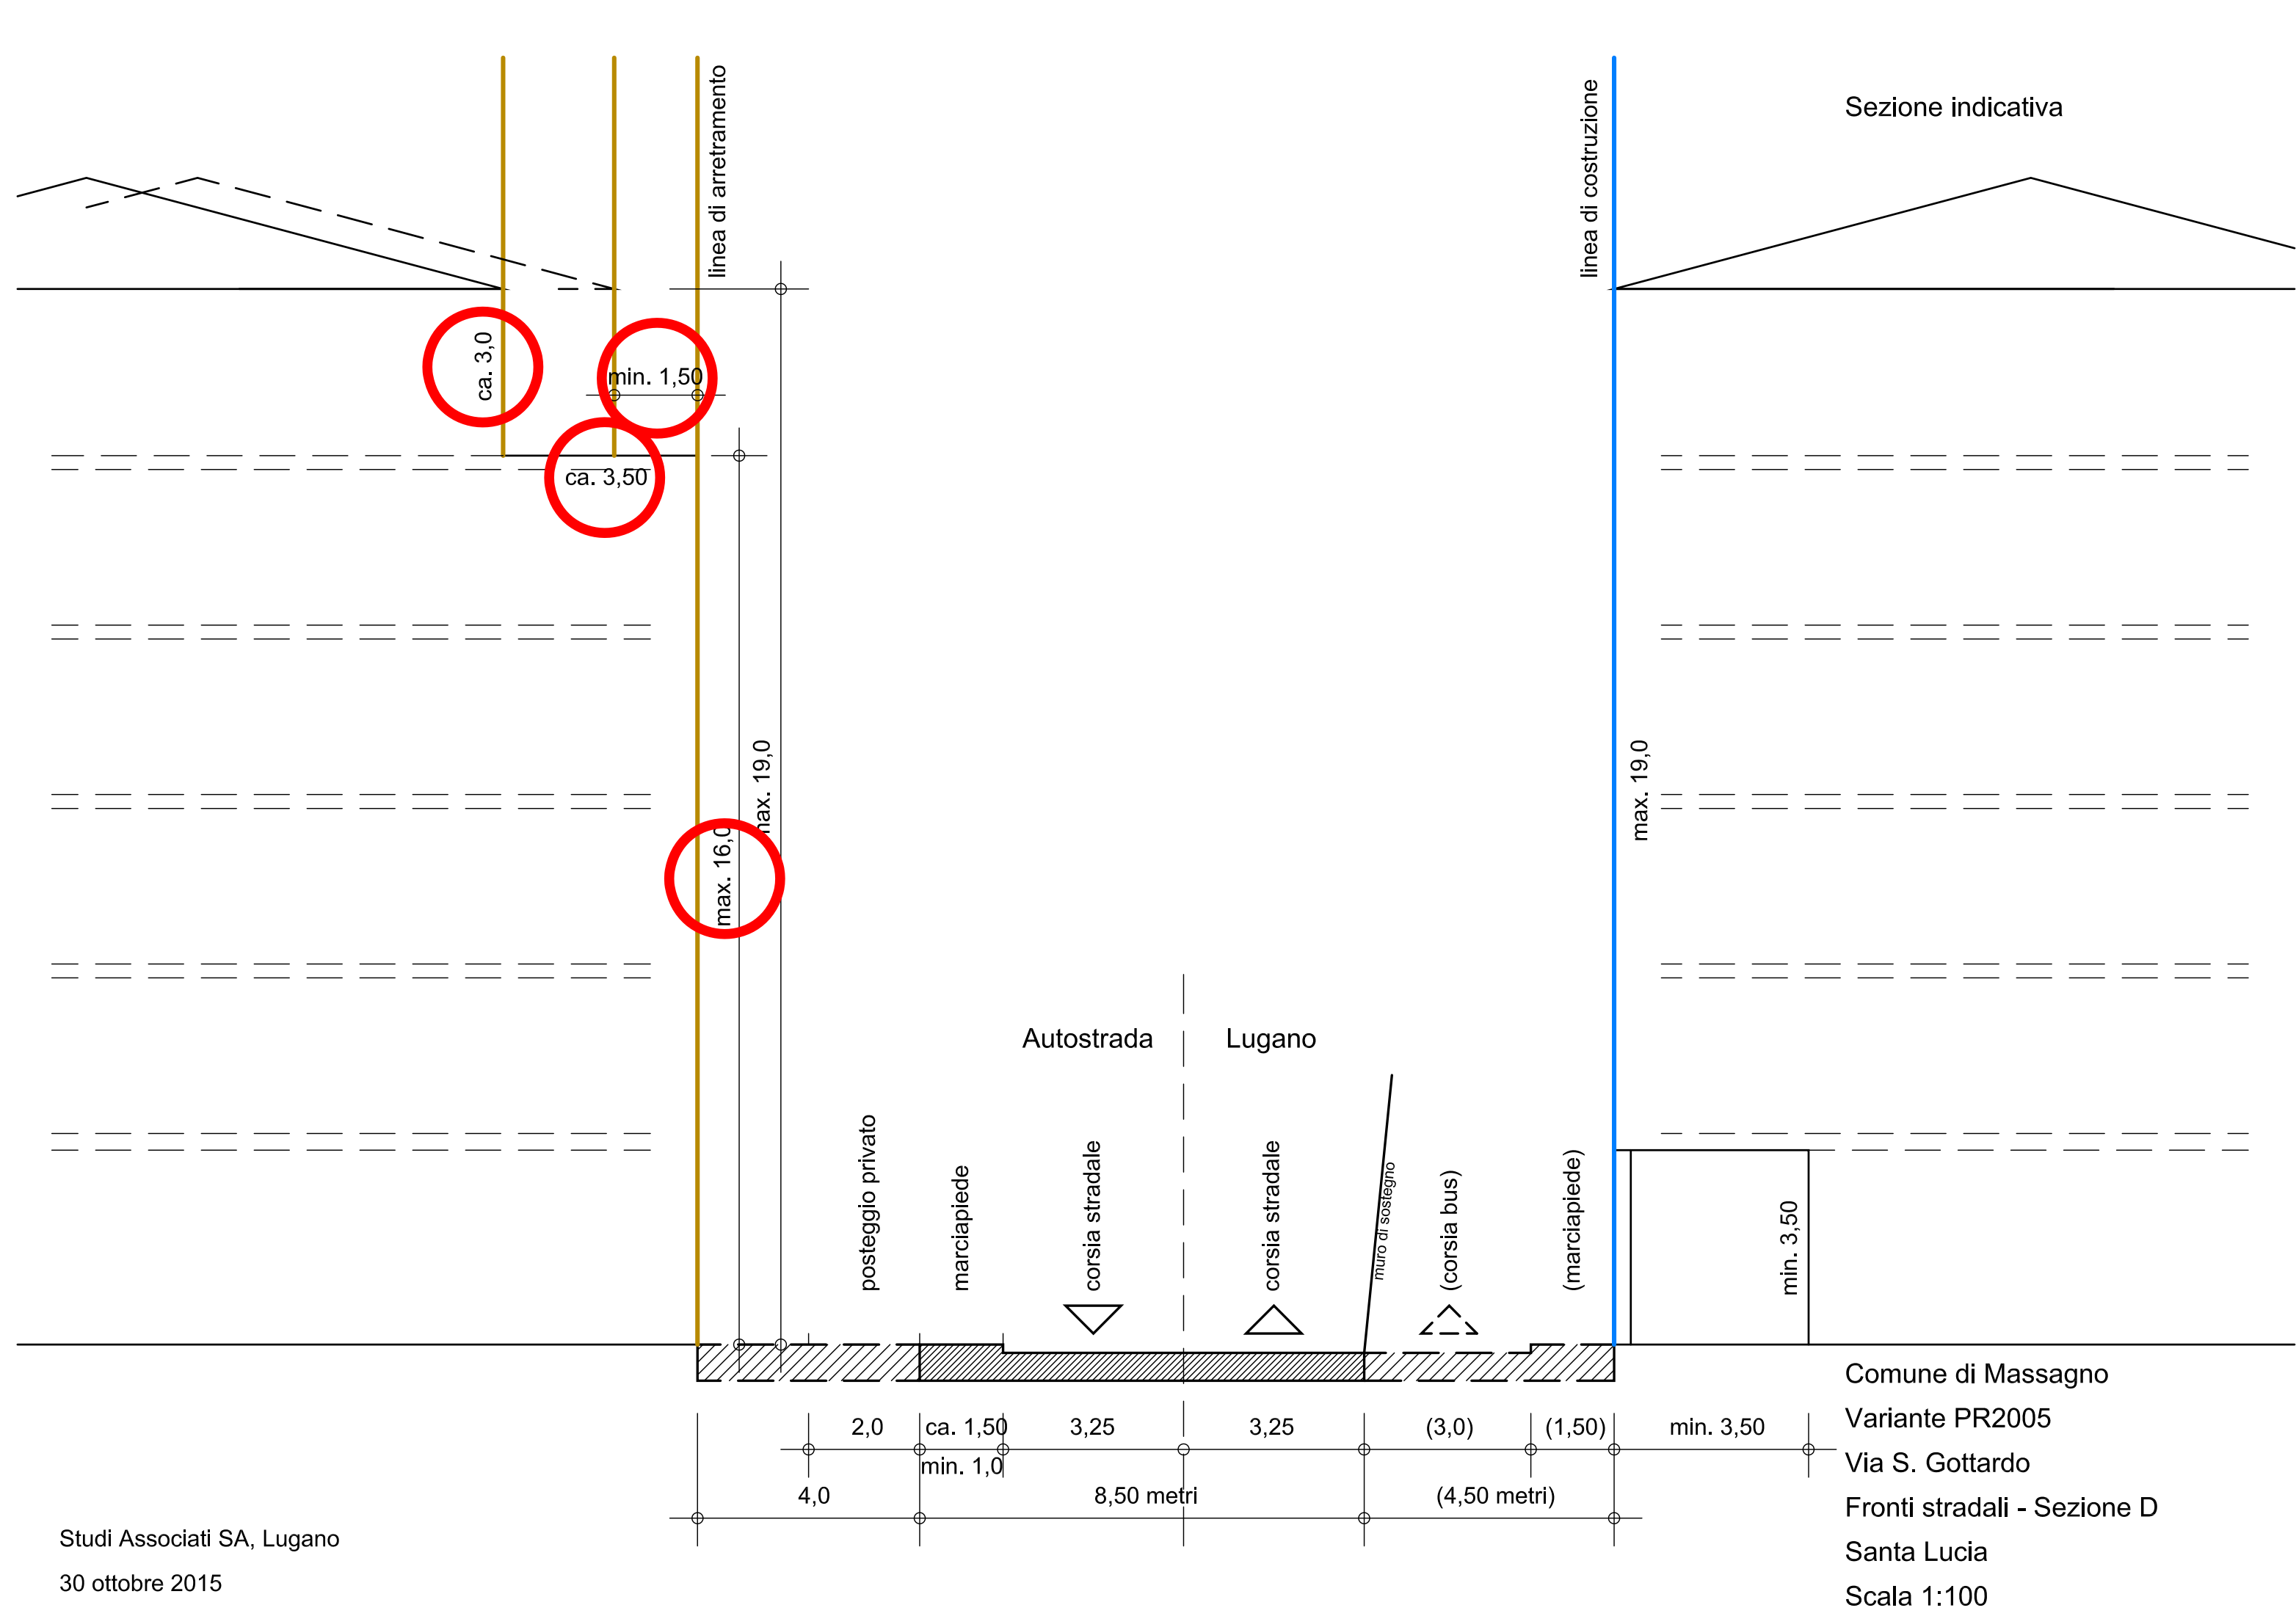 linea di arretramento
linea di costruzione
Sezione indicativa
ca. 3,0
min. 1,50
ca. 3,50
max. 19,0
max. 16,0
max. 19,0
Autostrada
Lugano
posteggio privato
marciapiede
corsia stradale
corsia stradale
muro di sostegno
(corsia bus)
(marciapiede)
min. 3,50
2,0
ca. 1,50
3,25
3,25
(3,0)
(1,50)
min. 3,50
min. 1,0
4,0
8,50 metri
(4,50 metri)
Comune di Massagno
Variante PR2005
Via S. Gottardo
Fronti stradali - Sezione D
Santa Lucia
Scala 1:100
Studi Associati SA, Lugano
30 ottobre 2015